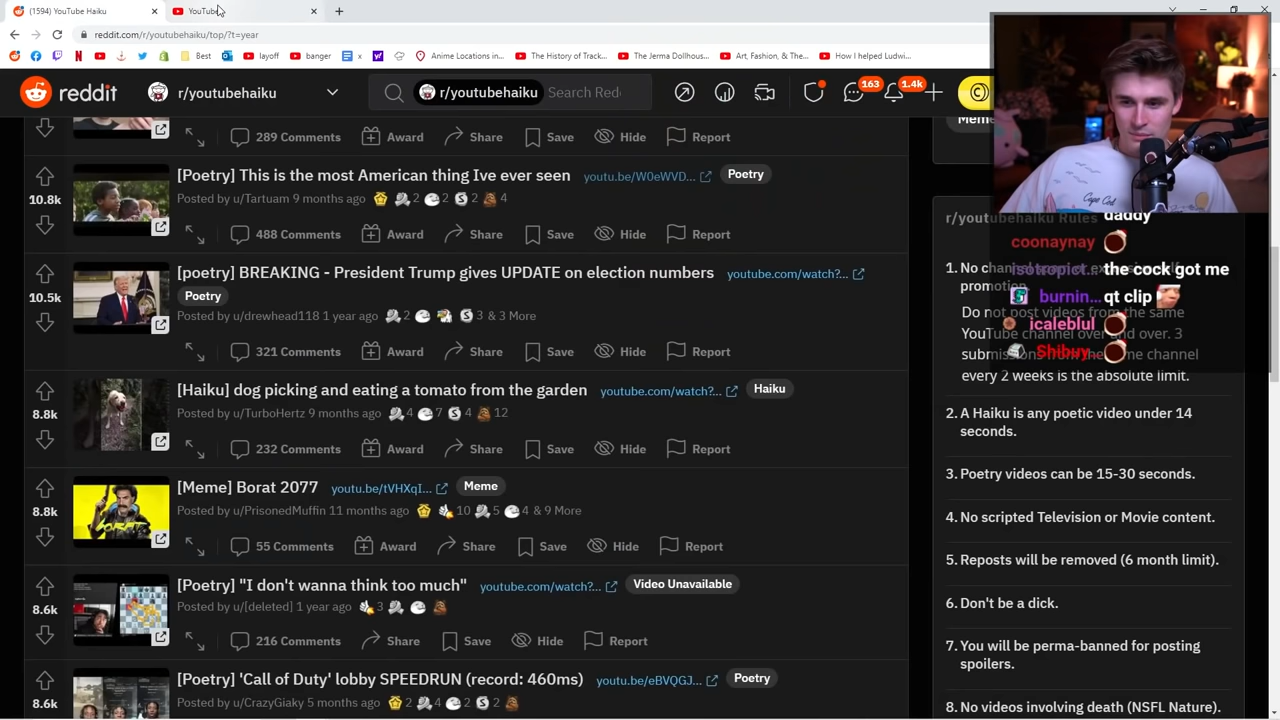 (1594) YouTube Haiku
YouTube
reddit.com/r/youtubehaiku/top/?t=year
Best
layoff
banger
x
Anime Locations in...
The History of Track...
The Jerma Dollhous...
Art, Fashion, & The...
How I helped Ludwi...
reddit
r/youtubehaiku
r/youtubehaiku
Search Red
163
1.4k
289 Comments Award Share Save Hide Report
[Poetry] This is the most American thing Ive ever seen youtu.be/W0eWVD... Poetry
10.8k
Posted by u/Tartuam 9 months ago 2 2 2 4
488 Comments Award Share Save Hide Report
[poetry] BREAKING - President Trump gives UPDATE on election numbers youtube.com/watch?...
Poetry
10.5k
Posted by u/drewhead118 1 year ago 2 3 & 3 More
321 Comments Award Share Save Hide Report
[Haiku] dog picking and eating a tomato from the garden youtube.com/watch?... Haiku
8.8k
Posted by u/TurboHertz 9 months ago 4 7 4 12
232 Comments Award Share Save Hide Report
[Meme] Borat 2077 youtu.be/tVHXqI... Meme
8.8k
Posted by u/PrisonedMuffin 11 months ago 10 5 4 & 9 More
BORAT
55 Comments Award Share Save Hide Report
[Poetry] "I don't wanna think too much" youtube.com/watch?... Video Unavailable
8.6k
Posted by u/[deleted] 1 year ago 3
216 Comments Share Save Hide Report
[Poetry] 'Call of Duty' lobby SPEEDRUN (record: 460ms) youtu.be/eBVQGJ... Poetry
8.6k
Posted by u/CrazyGiaky 5 months ago 2 4 2 2
Meme
r/youtubehaiku Rules
1. No
promotion
Do not post videos from the same
YouTube channel over and over. 3
every 2 weeks is the absolute limit.
2. A Haiku is any poetic video under 14
seconds.
3. Poetry videos can be 15-30 seconds.
4. No scripted Television or Movie content.
5. Reposts will be removed (6 month limit).
6. Don't be a dick.
7. You will be perma-banned for posting
spoilers.
8. No videos involving death (NSFL Nature).
Cape Cod
daddy
coonaynay
the cock got me
burnin... qt clip
icaleblul